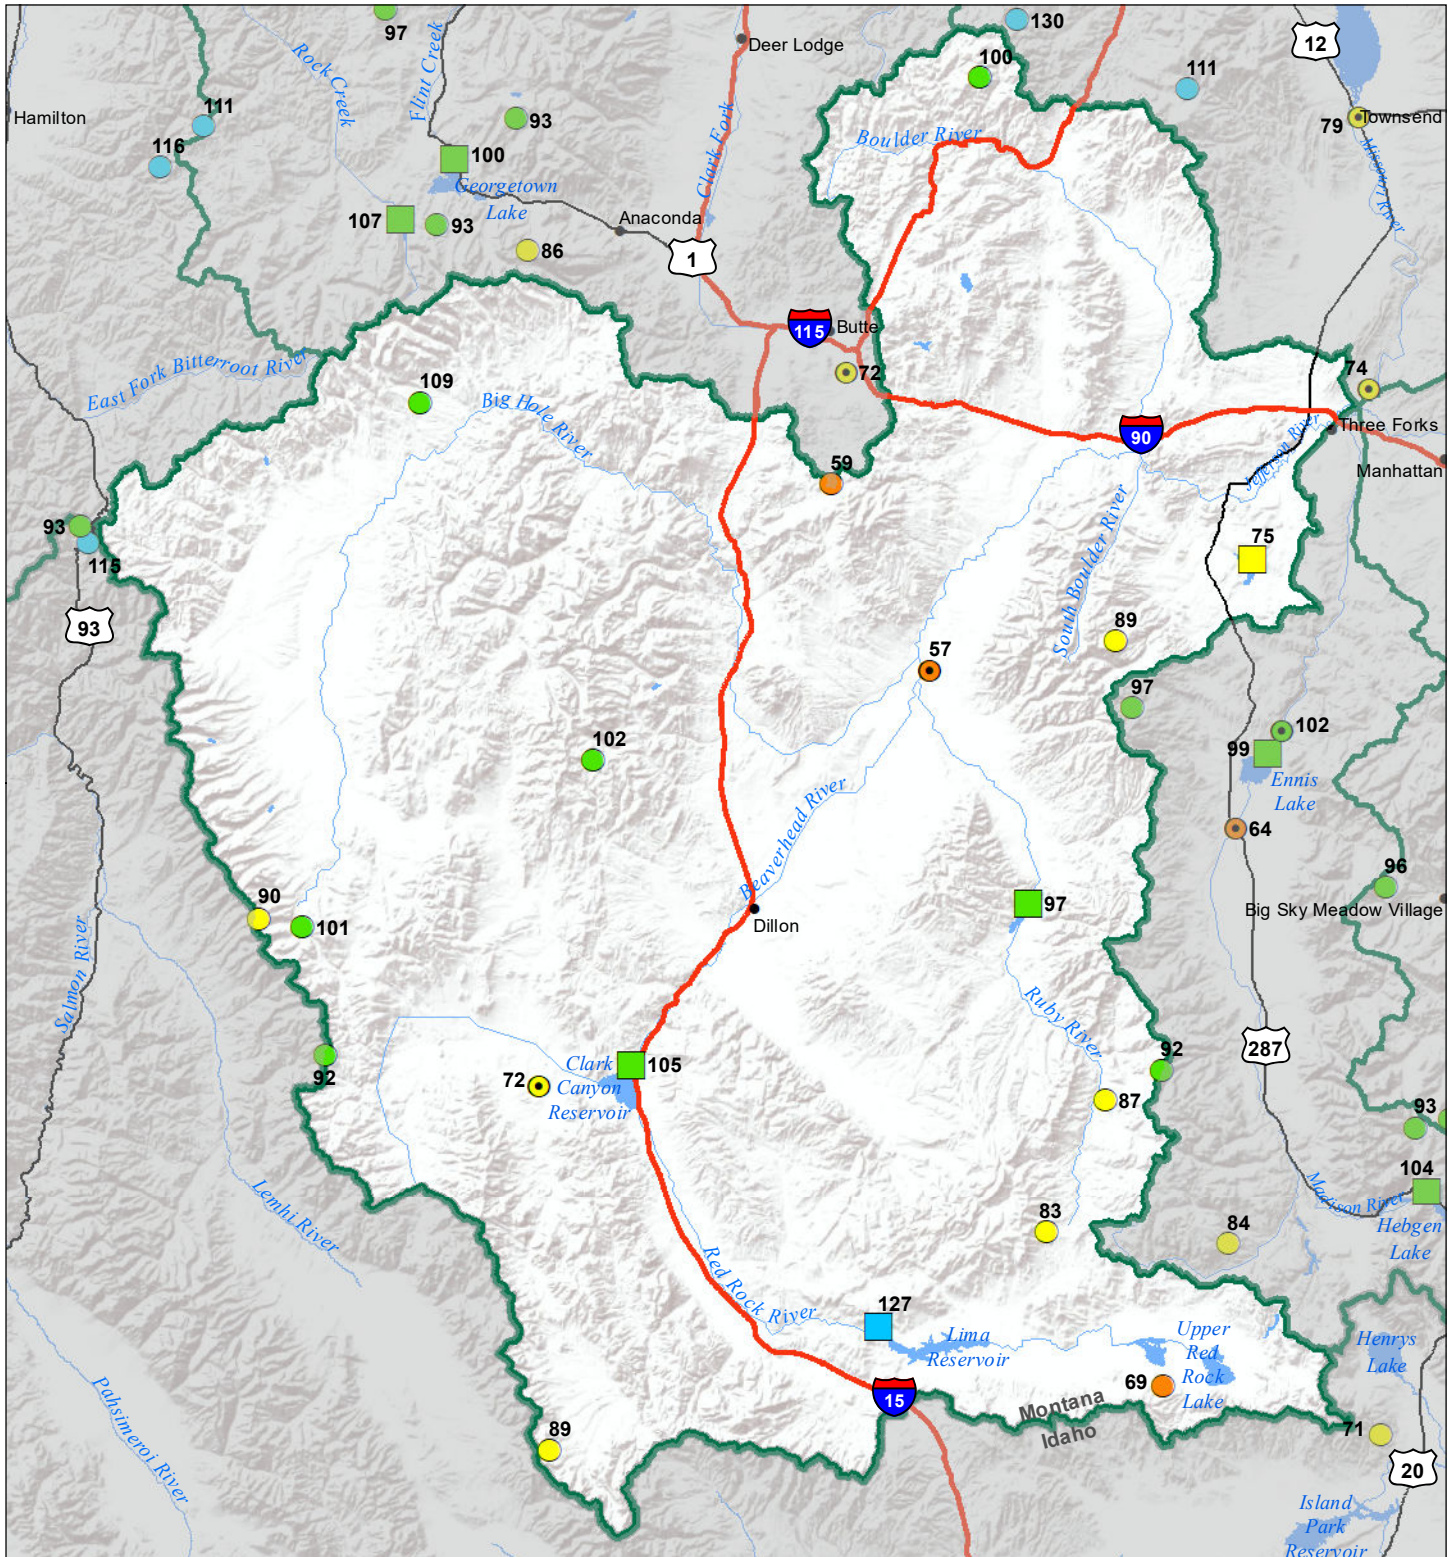 97
130
Deer Lodge
12
100
111
Rock Creek
Flint Creek
Hamilton
111
93
79
Townsend
116
100
Clark Fork
Boulder River
Missouri River
Georgetown
Lake
107
93
Anaconda
86
1
115
Butte
72
74
East Fork Bitterroot River
109
Big Hole River
90
Jefferson River
Three Forks
Manhattan
59
93
115
South Boulder River
75
93
89
57
97
102
102
99
Ennis
Lake
Beaverhead River
64
96
90
101
Dillon
97
Big Sky Meadow Village
Salmon River
Ruby River
287
92
Clark
Canyon
Reservoir
105
72
92
87
93
104
Madison River
Hebgen
Lake
Lemhi River
83
84
Red Rock River
127
Lima
Reservoir
Upper
Red
Rock
Lake
Henrys
Lake
69
15
Montana
Idaho
Pahsimeroi River
89
71
20
Island
Park
Reservoir